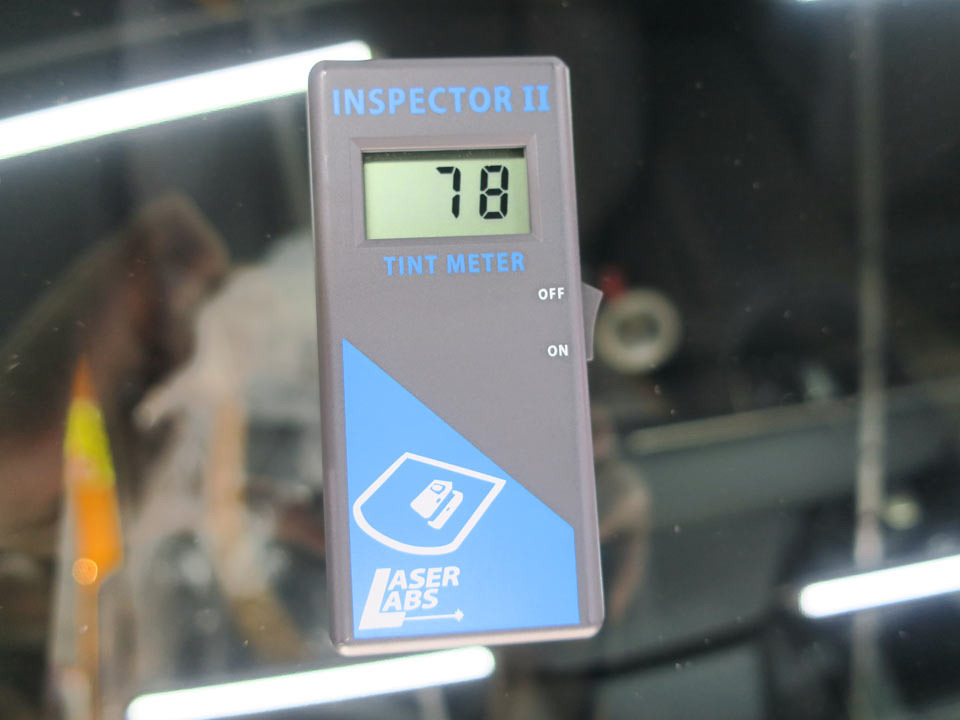 INSPECTOR II
78
TINT METER
OFF
ON
LASER
LABS